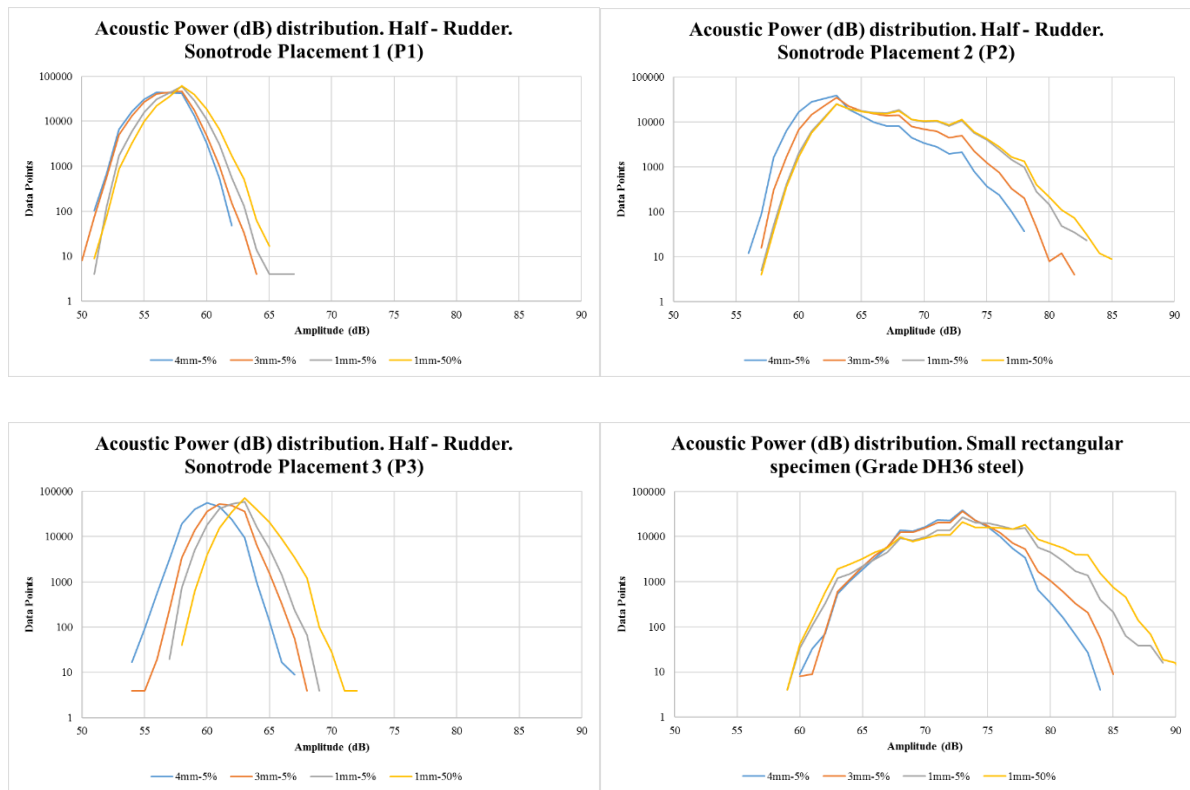 Acoustic Power (dB) distribution. Half - Rudder.
Sonotrode Placement 1 (P1)
100000
10000
1000
100
10
1
Data Points
50 55 60 65 70 75 80 85 90
Amplitude (dB)
4mm-5% 3mm-5% 1mm-5% 1mm-50%
Acoustic Power (dB) distribution. Half - Rudder.
Sonotrode Placement 2 (P2)
100000
10000
1000
100
10
1
Data Points
50 55 60 65 70 75 80 85 90
Amplitude (dB)
4mm-5% 3mm-5% 1mm-5% 1mm-50%
Acoustic Power (dB) distribution. Half - Rudder.
Sonotrode Placement 3 (P3)
100000
10000
1000
100
10
1
Data Points
50 55 60 65 70 75 80 85 90
Amplitude (dB)
4mm-5% 3mm-5% 1mm-5% 1mm-50%
Acoustic Power (dB) distribution. Small rectangular
specimen (Grade DH36 steel)
100000
10000
1000
100
10
1
Data Points
50 55 60 65 70 75 80 85 90
Amplitude (dB)
4mm-5% 3mm-5% 1mm-5% 1mm-50%